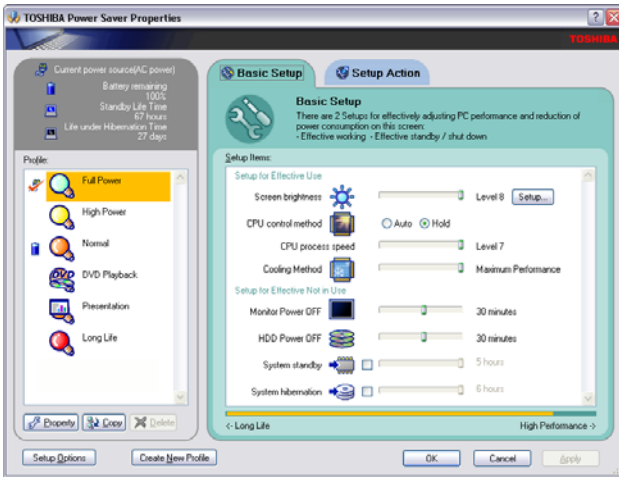 TOSHIBA Power Saver Properties
TOSHIBA
Current power source(AC power)
Battery remaining
100%
Standby Life Time
67 hours
Life under Hibernation Time
27 days
Profile:
Full Power
High Power
Normal
DVD Playback
Presentation
Long Life
Property
Copy
Delete
Basic Setup
Setup Action
Basic Setup
There are 2 Setups for effectively adjusting PC performance and reduction of
power consumption on this screen:
- Effective working - Effective standby / shut down
Setup Items:
Setup for Effective Use
Screen brightness Level 8 Setup...
CPU control method Auto Hold
CPU process speed Level 7
Cooling Method Maximum Performance
Setup for Effective Not in Use
Monitor Power OFF 30 minutes
HDD Power OFF 30 minutes
System standby 5 hours
System hibernation 6 hours
<- Long Life High Performance ->
Setup Options Create New Profile OK Cancel Apply